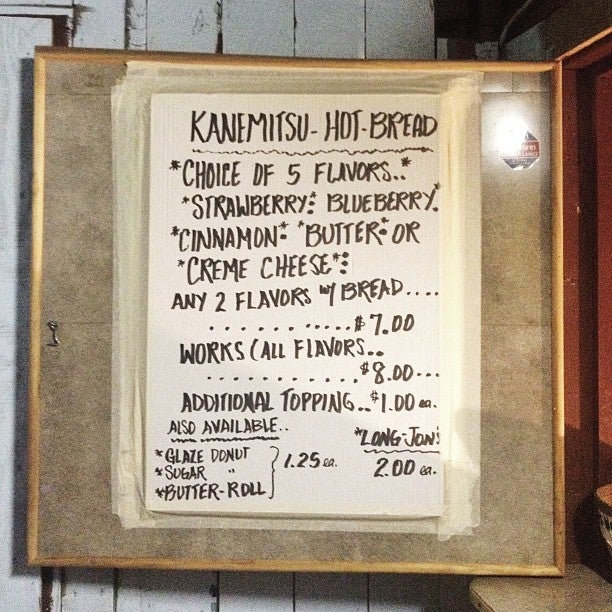 KANEMITSU-HOT-BREAD
*CHOICE OF 5 FLAVORS..*
*STRAWBERRY* BLUEBERRY*
*CINNAMON* *BUTTER* OR
*CREME CHEESE*:
ANY 2 FLAVORS w/ BREAD....
............$7.00
WORKS (ALL FLAVORS..
............$8.00...
ADDITIONAL TOPPING..$1.00 ea.
ALSO AVAILABLE..
*GLAZE DONUT
*SUGAR "
*BUTTER-ROLL
1.25 ea.
*LONG-JON'S
2.00 ea.